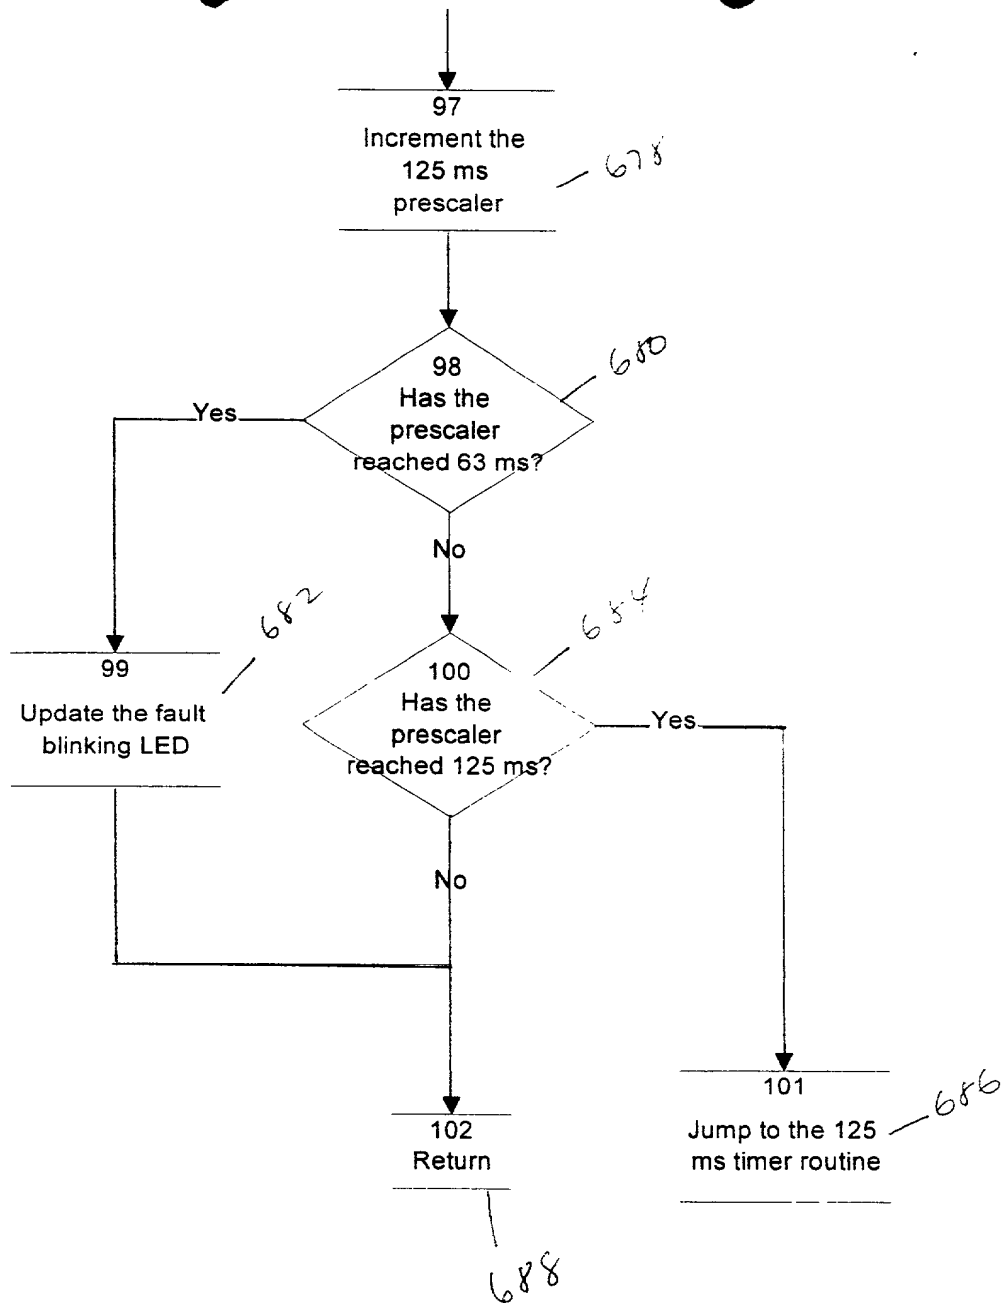 97
Increment the
125 ms
prescaler
678
98
Has the
prescaler
reached 63 ms?
680
Yes
No
682
684
99
Update the fault
blinking LED
100
Has the
prescaler
reached 125 ms?
Yes
No
101
Jump to the 125
ms timer routine
686
102
Return
688